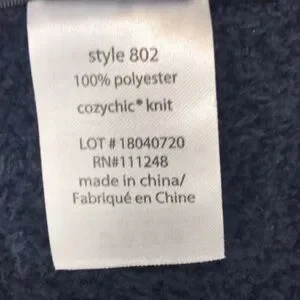 style 802
100% polyester
cozychic® knit
LOT # 18040720
RN#111248
made in china/
Fabriqué en Chine